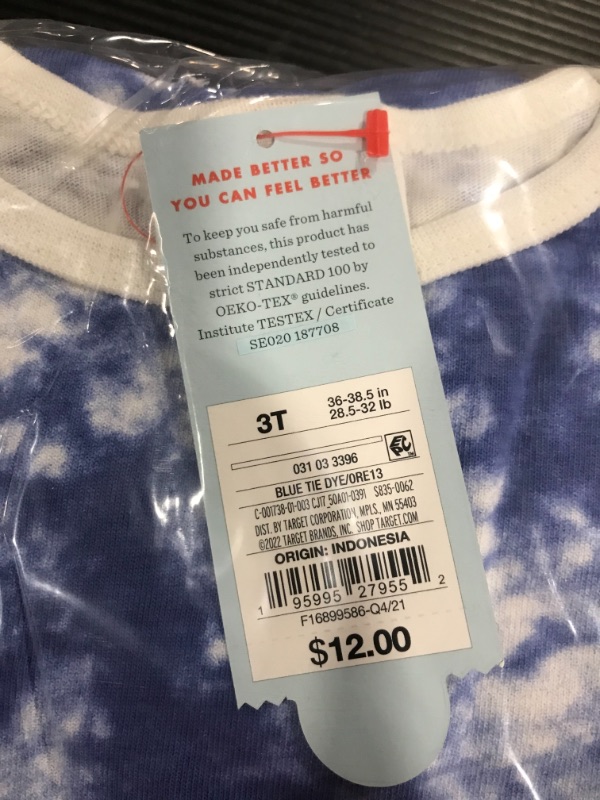 MADE BETTER SO
YOU CAN FEEL BETTER
To keep you safe from harmful
substances, this product has
been independently tested to
strict STANDARD 100 by
OEKO-TEX® guidelines.
Institute TESTEX / Certificate
SE020 187708
3T
36-38.5 in
28.5-32 lb
031 03 3396
BLUE TIE DYE/0RE13
C-001738-01-003 CJ17_50A01-0391 S835-0062
DIST. BY TARGET CORPORATION, MPLS., MN 55403
©2022 TARGET BRANDS, INC. SHOP TARGET.COM
ORIGIN: INDONESIA
1 95995 27955 2
F16899586-Q4/21
$12.00